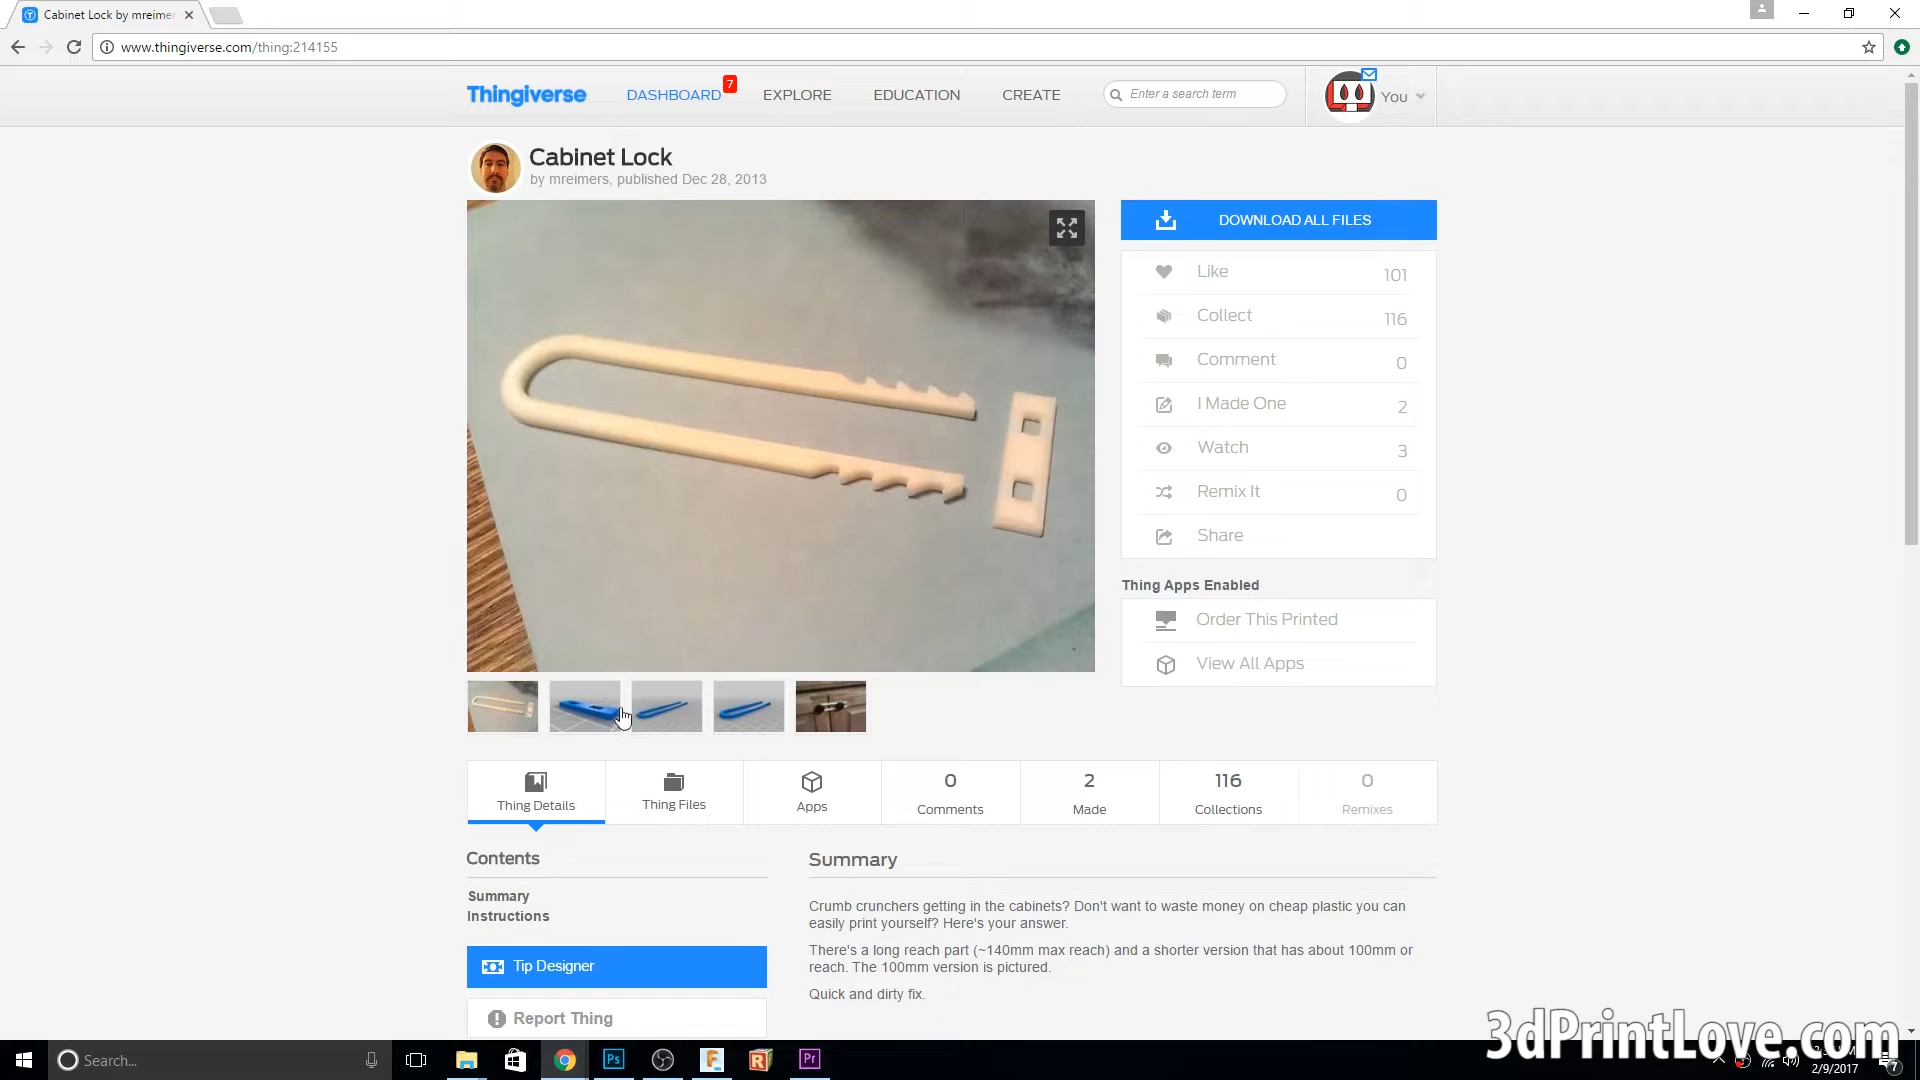 Cabinet Lock by mreimer
www.thingiverse.com/thing:214155
Thingiverse
DASHBOARD
7
EXPLORE
EDUCATION
CREATE
Enter a search term
You
Cabinet Lock
by mreimers, published Dec 28, 2013
DOWNLOAD ALL FILES
Like 101
Collect 116
Comment 0
I Made One 2
Watch 3
Remix It 0
Share
Thing Apps Enabled
Order This Printed
View All Apps
Thing Details
Thing Files
Apps
0
Comments
2
Made
116
Collections
0
Remixes
Contents
Summary
Instructions
Tip Designer
Report Thing
Summary
Crumb crunchers getting in the cabinets? Don't want to waste money on cheap plastic you can
easily print yourself? Here's your answer.
There's a long reach part (~140mm max reach) and a shorter version that has about 100mm or
reach. The 100mm version is pictured.
Quick and dirty fix.
3dPrintLove.com
Search...
Ps
F
R
Pr
2/9/2017
7